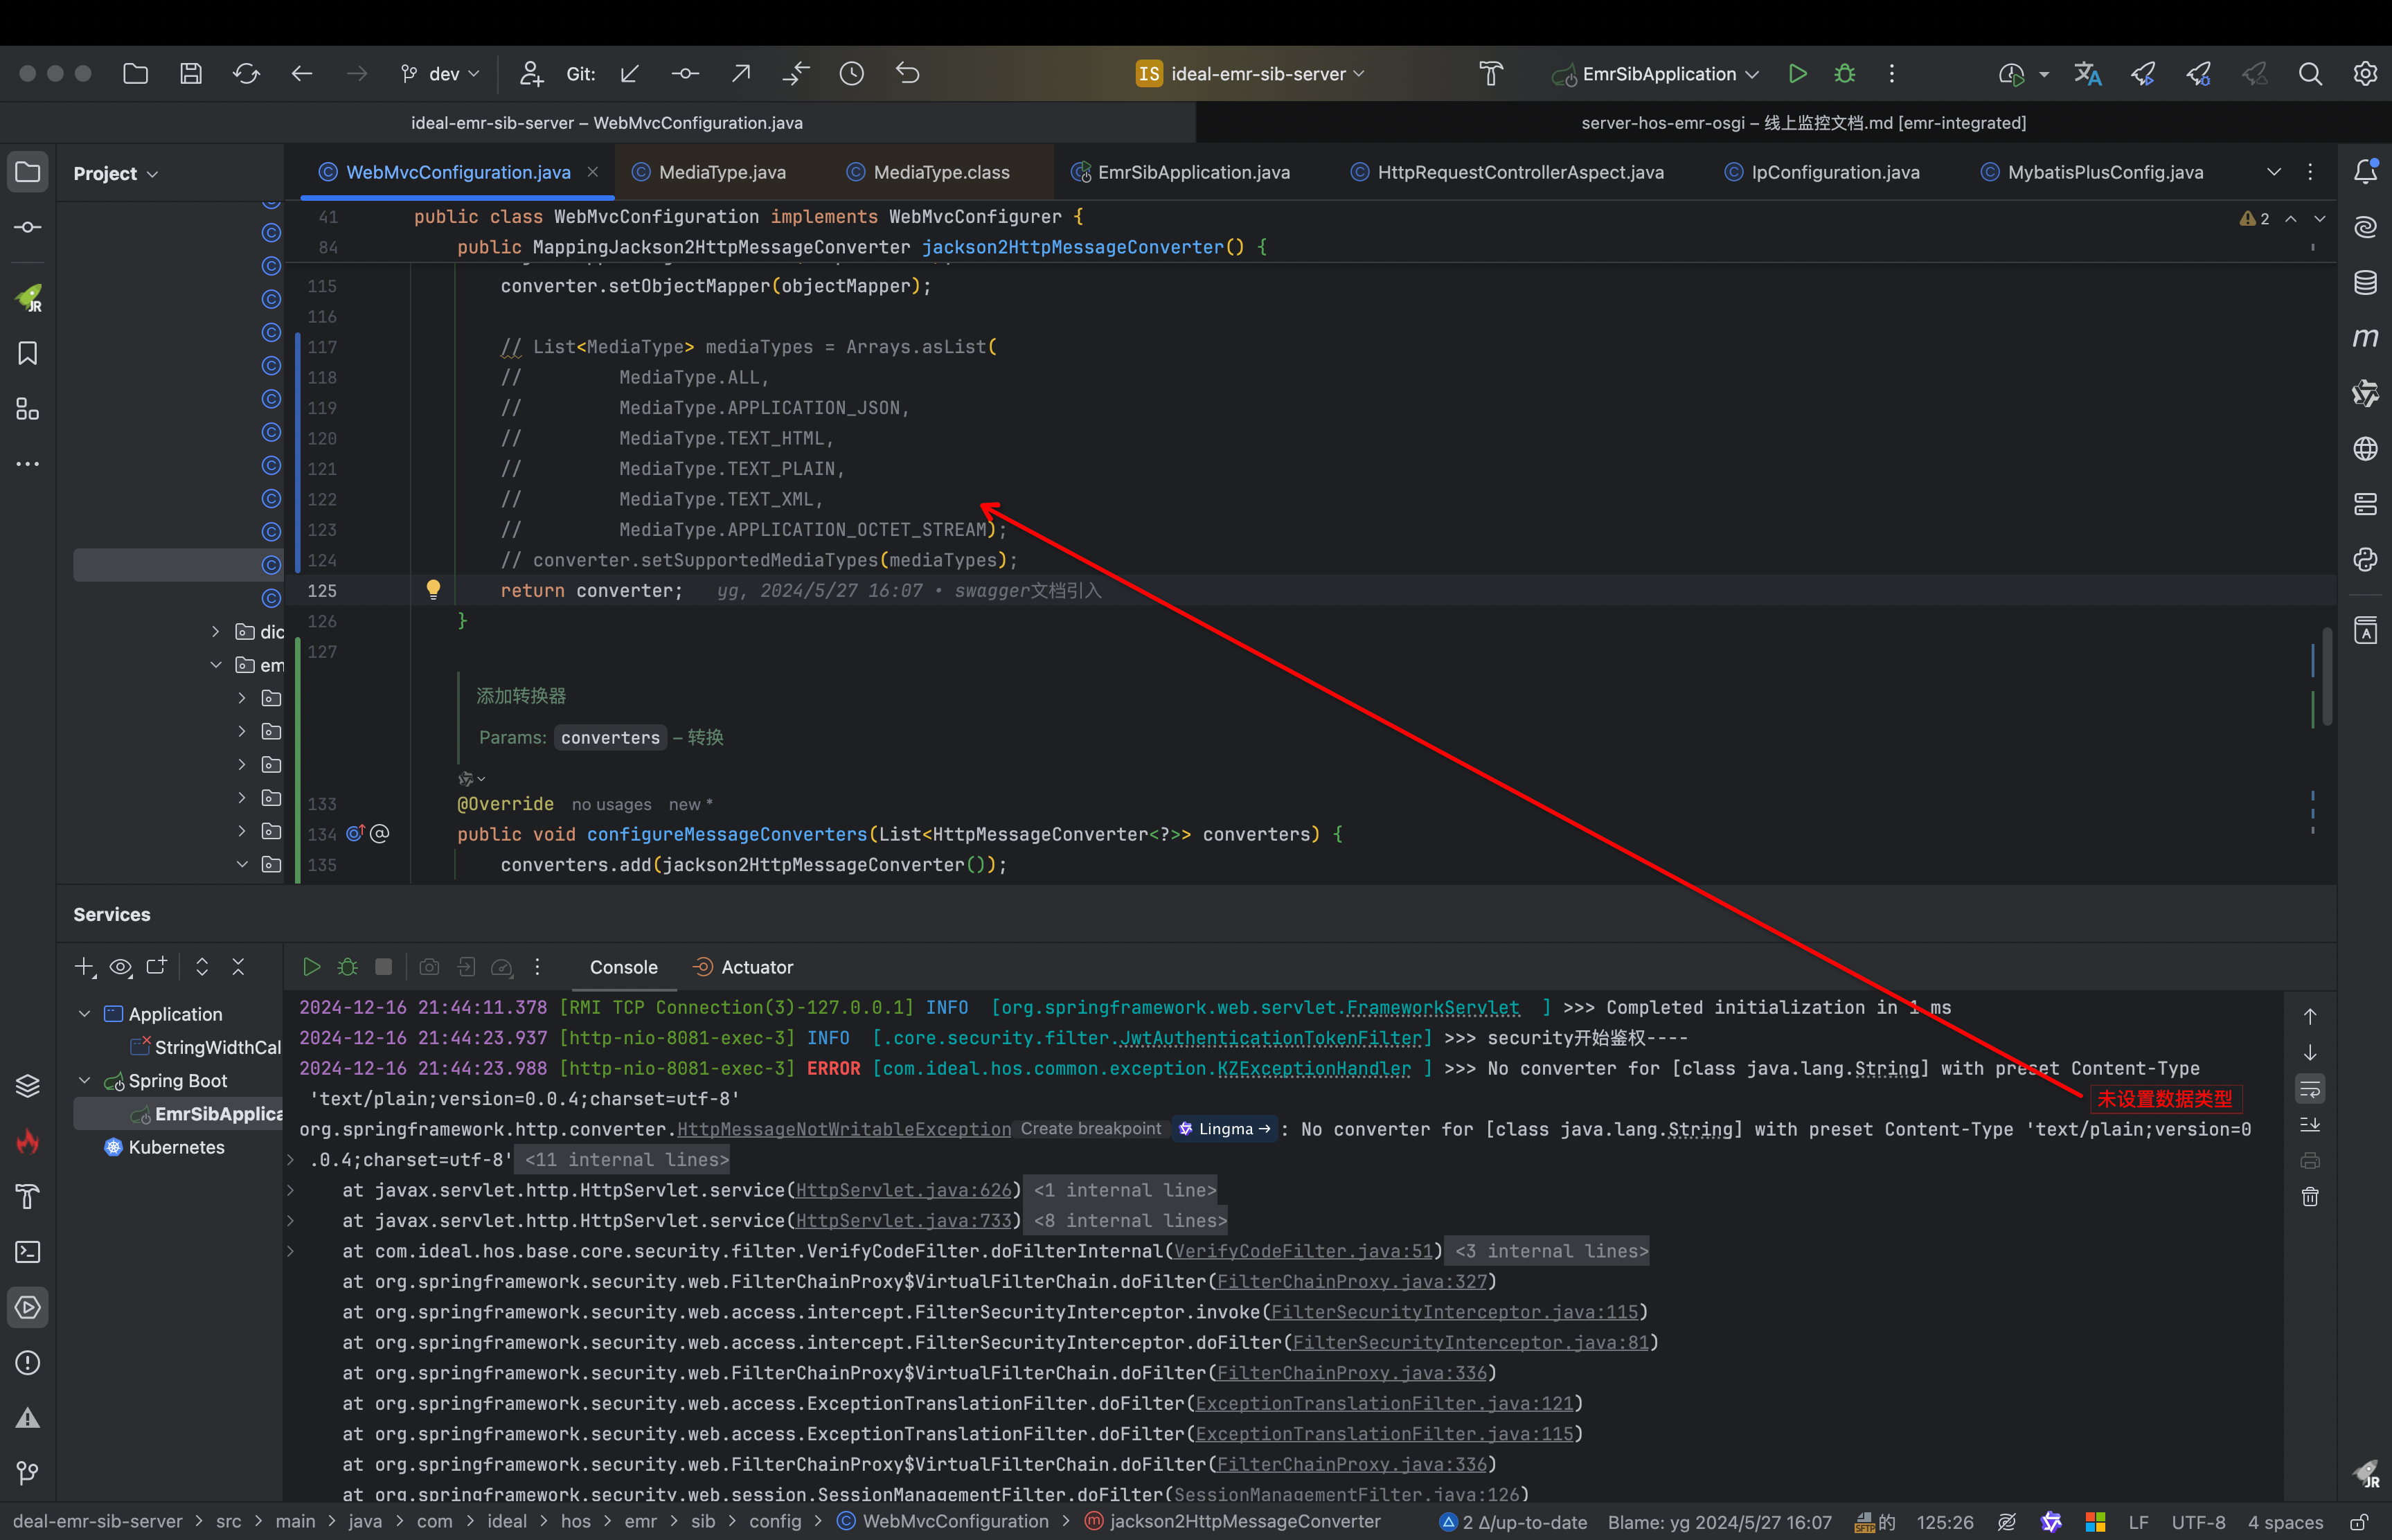 dev
Git:
IS ideal-emr-sib-server
EmrSibApplication
ideal-emr-sib-server – WebMvcConfiguration.java
server-hos-emr-osgi – 线上监控文档.md [emr-integrated]
Project
WebMvcConfiguration.java
MediaType.java
MediaType.class
EmrSibApplication.java
HttpRequestControllerAspect.java
IpConfiguration.java
MybatisPlusConfig.java
41 public class WebMvcConfiguration implements WebMvcConfigurer {
2
84 public MappingJackson2HttpMessageConverter jackson2HttpMessageConverter() {
115 converter.setObjectMapper(objectMapper);
116
117 // List<MediaType> mediaTypes = Arrays.asList(
118 // MediaType.ALL,
119 // MediaType.APPLICATION_JSON,
120 // MediaType.TEXT_HTML,
121 // MediaType.TEXT_PLAIN,
122 // MediaType.TEXT_XML,
123 // MediaType.APPLICATION_OCTET_STREAM);
124 // converter.setSupportedMediaTypes(mediaTypes);
125 return converter; yg, 2024/5/27 16:07 • swagger文档引入
126 }
127
添加转换器
Params: converters – 转换
133 @Override no usages new *
134 public void configureMessageConverters(List<HttpMessageConverter<?>> converters) {
135 converters.add(jackson2HttpMessageConverter());
dic
em
Services
Console
Actuator
Application
StringWidthCal
Spring Boot
EmrSibApplica
Kubernetes
2024-12-16 21:44:11.378 [RMI TCP Connection(3)-127.0.0.1] INFO [org.springframework.web.servlet.FrameworkServlet ] >>> Completed initialization in 1 ms
2024-12-16 21:44:23.937 [http-nio-8081-exec-3] INFO [.core.security.filter.JwtAuthenticationTokenFilter] >>> security开始鉴权----
2024-12-16 21:44:23.988 [http-nio-8081-exec-3] ERROR [com.ideal.hos.common.exception.KZExceptionHandler ] >>> No converter for [class java.lang.String] with preset Content-Type
'text/plain;version=0.0.4;charset=utf-8'
未设置数据类型
org.springframework.http.converter.HttpMessageNotWritableException Create breakpoint Lingma → : No converter for [class java.lang.String] with preset Content-Type 'text/plain;version=0
.0.4;charset=utf-8' <11 internal lines>
at javax.servlet.http.HttpServlet.service(HttpServlet.java:626) <1 internal line>
at javax.servlet.http.HttpServlet.service(HttpServlet.java:733) <8 internal lines>
at com.ideal.hos.base.core.security.filter.VerifyCodeFilter.doFilterInternal(VerifyCodeFilter.java:51) <3 internal lines>
at org.springframework.security.web.FilterChainProxy$VirtualFilterChain.doFilter(FilterChainProxy.java:327)
at org.springframework.security.web.access.intercept.FilterSecurityInterceptor.invoke(FilterSecurityInterceptor.java:115)
at org.springframework.security.web.access.intercept.FilterSecurityInterceptor.doFilter(FilterSecurityInterceptor.java:81)
at org.springframework.security.web.FilterChainProxy$VirtualFilterChain.doFilter(FilterChainProxy.java:336)
at org.springframework.security.web.access.ExceptionTranslationFilter.doFilter(ExceptionTranslationFilter.java:121)
at org.springframework.security.web.access.ExceptionTranslationFilter.doFilter(ExceptionTranslationFilter.java:115)
at org.springframework.security.web.FilterChainProxy$VirtualFilterChain.doFilter(FilterChainProxy.java:336)
at org.springframework.security.web.session.SessionManagementFilter.doFilter(SessionManagementFilter.java:126)
deal-emr-sib-server > src > main > java > com > ideal > hos > emr > sib > config > WebMvcConfiguration > jackson2HttpMessageConverter
2 Δ/up-to-date
Blame: yg 2024/5/27 16:07
的
125:26
LF
UTF-8
4 spaces